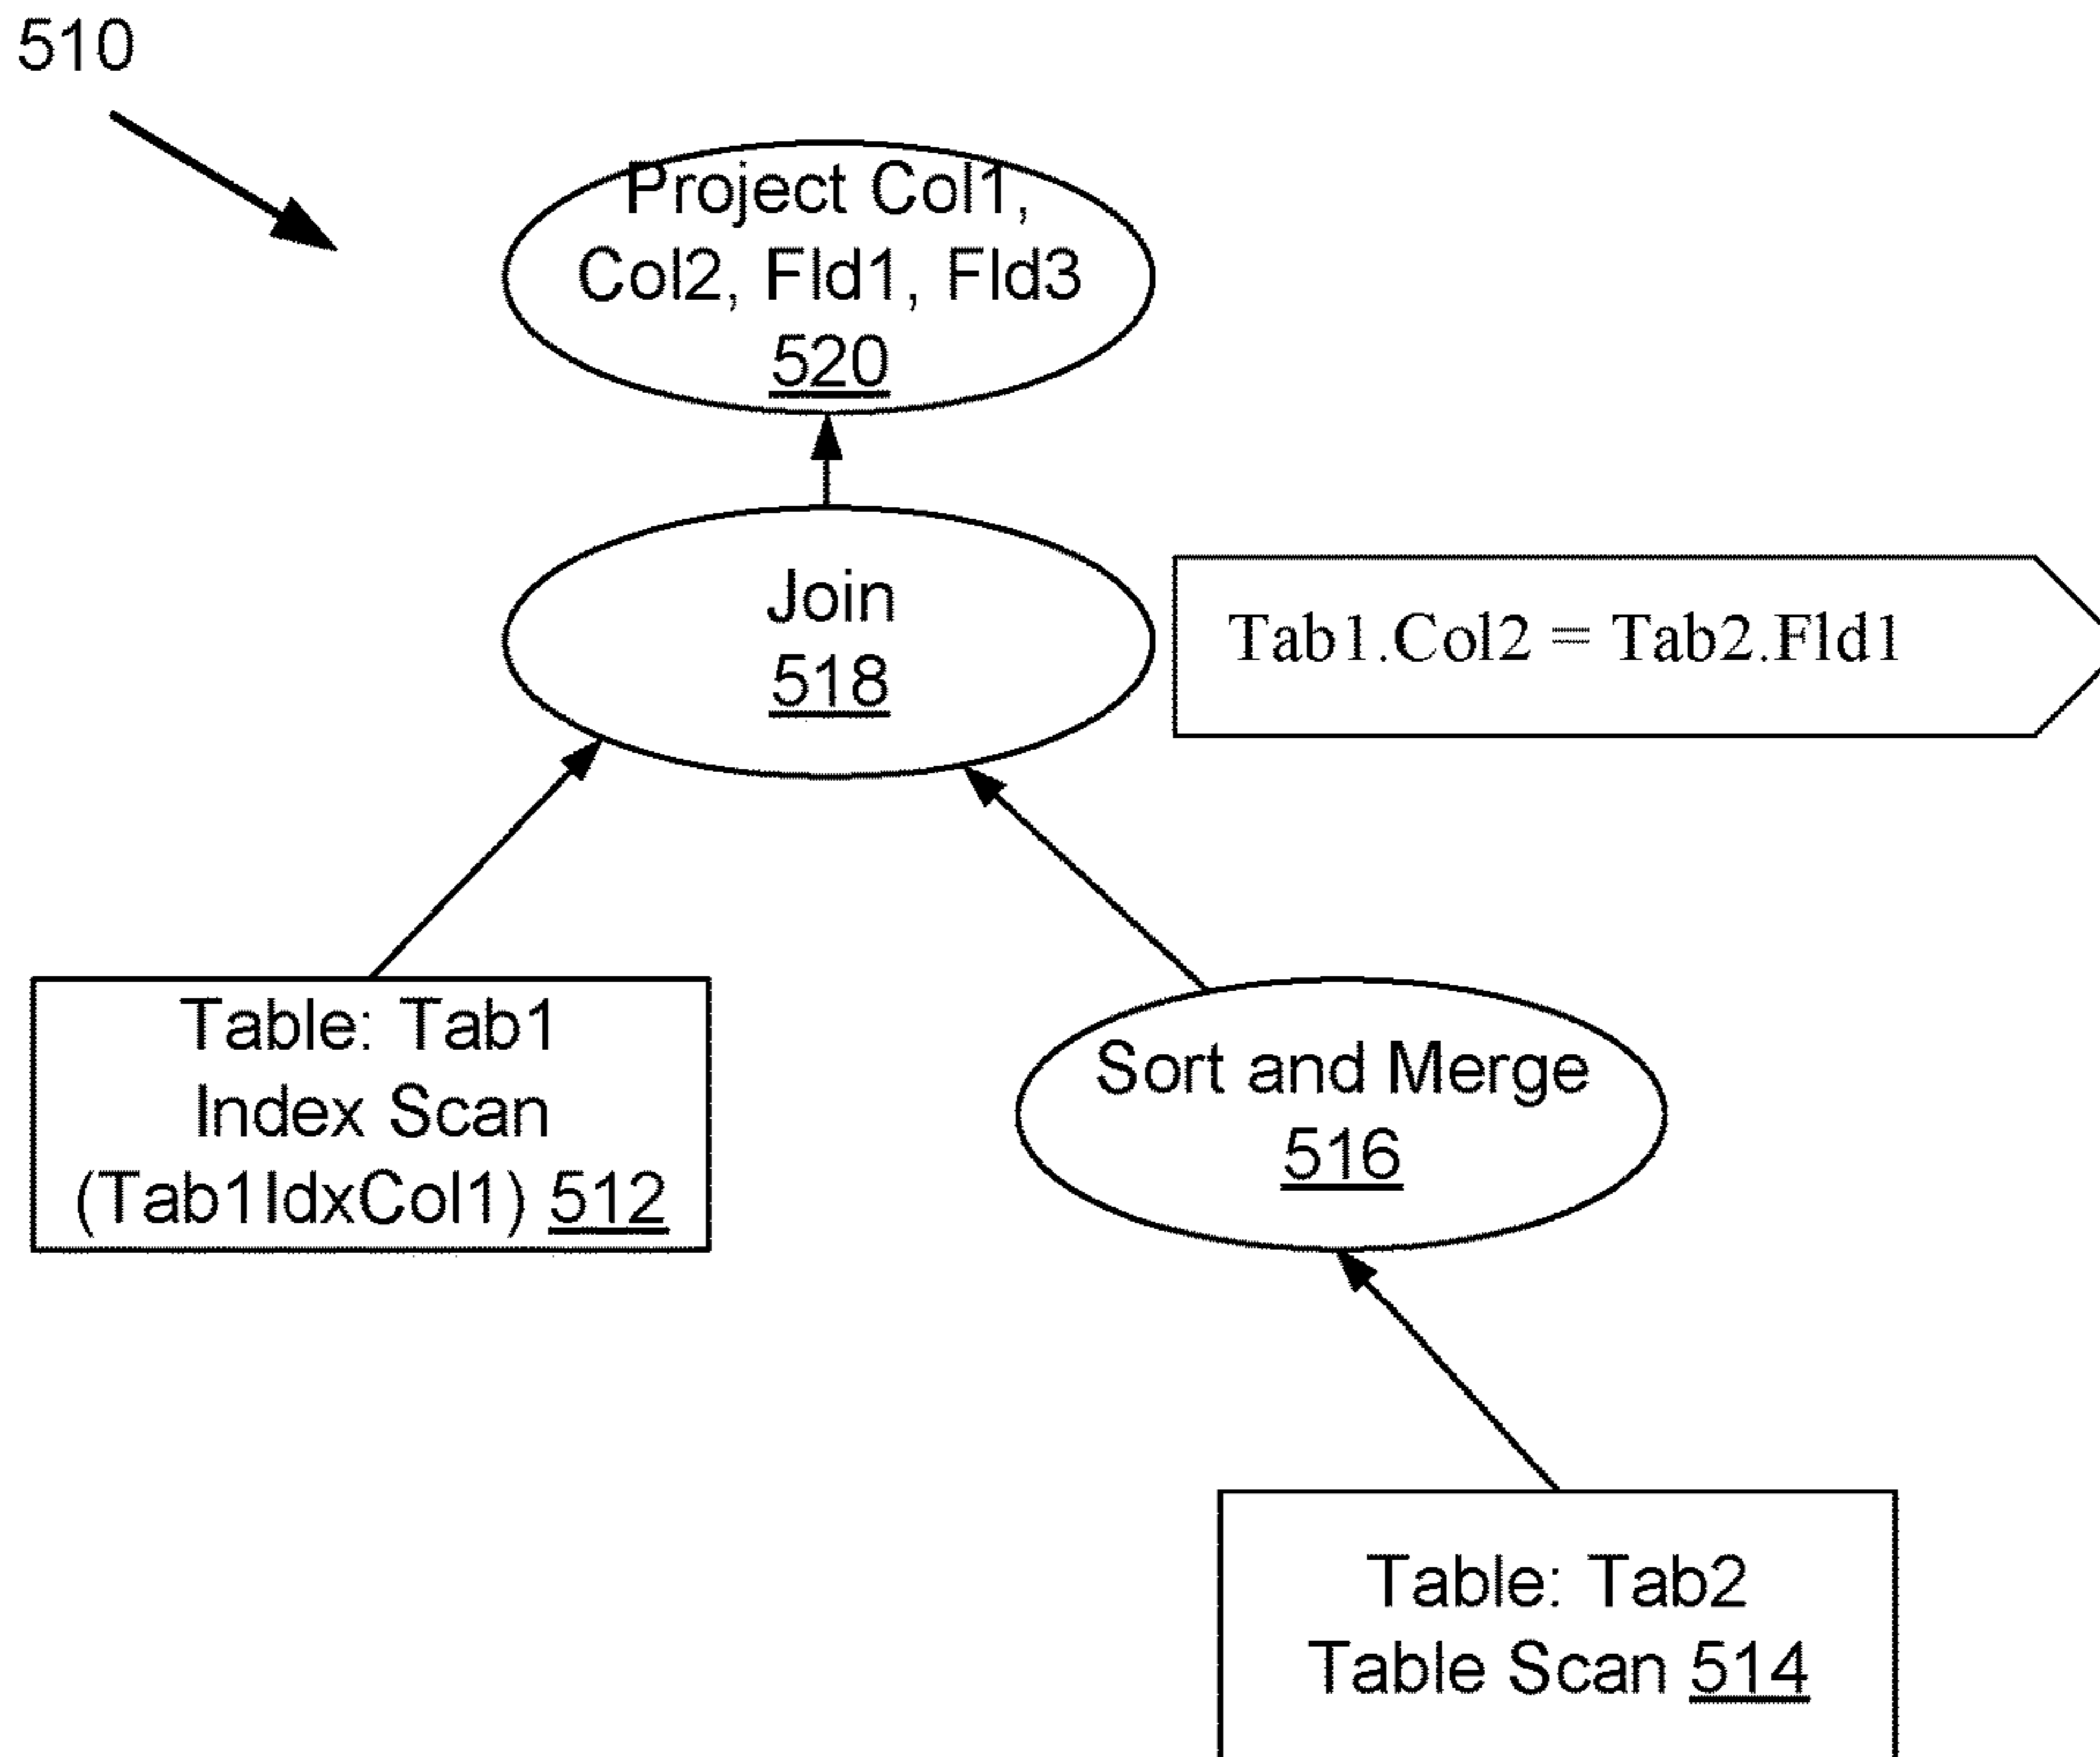 510
Project Col1,
Col2, Fld1, Fld3
520
Join
518
Tab1.Col2 = Tab2.Fld1
Table: Tab1
Index Scan
(Tab1IdxCol1) 512
Sort and Merge
516
Table: Tab2
Table Scan 514